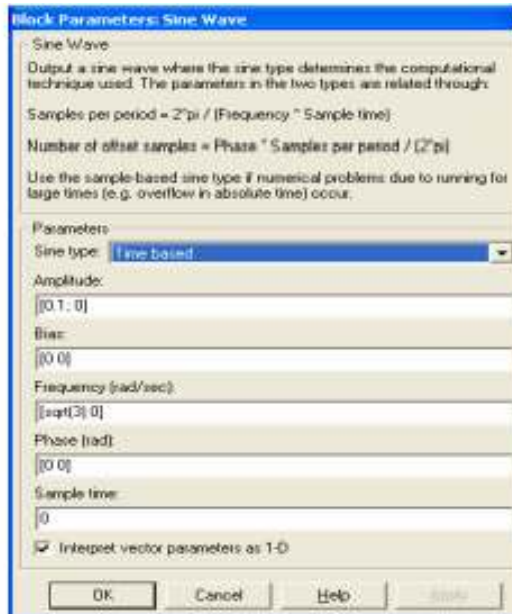 Block Parameters: Sine Wave
Sine Wave
Output a sine wave where the sine type determines the computational
technique used. The parameters in the two types are related through:
Samples per period = 2*pi / (Frequency * Sample time)
Number of offset samples = Phase * Samples per period / (2*pi)
Use the sample-based sine type if numerical problems due to running for
large times (e.g. overflow in absolute time) occur.
Parameters
Sine type: Time based
Amplitude:
[0.1; 0]
Bias:
[0 0]
Frequency (rad/sec):
[sqrt(3) 0]
Phase (rad):
[0 0]
Sample time:
0
Interpret vector parameters as 1-D
OK
Cancel
Help
Apply